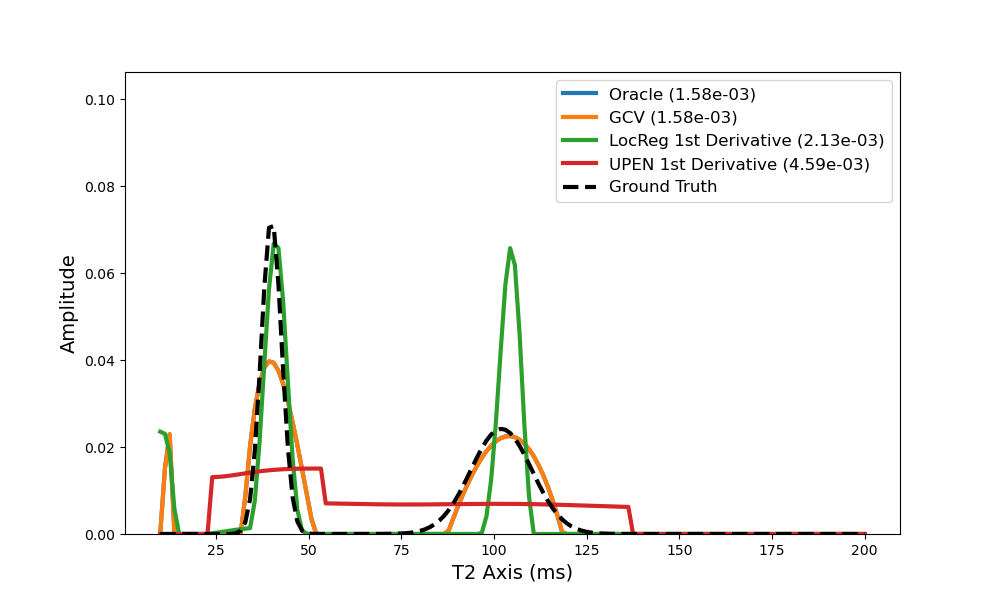 0.10
0.08
0.06
0.04
0.02
0.00
Amplitude
Oracle (1.58e-03)
GCV (1.58e-03)
LocReg 1st Derivative (2.13e-03)
UPEN 1st Derivative (4.59e-03)
Ground Truth
25 50 75 100 125 150 175 200
T2 Axis (ms)